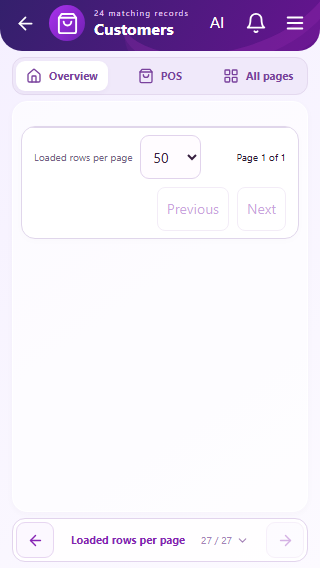 24 matching records
Customers
AI
Overview
POS
All pages
Loaded rows per page
50
Page 1 of 1
Previous
Next
Loaded rows per page
27 / 27